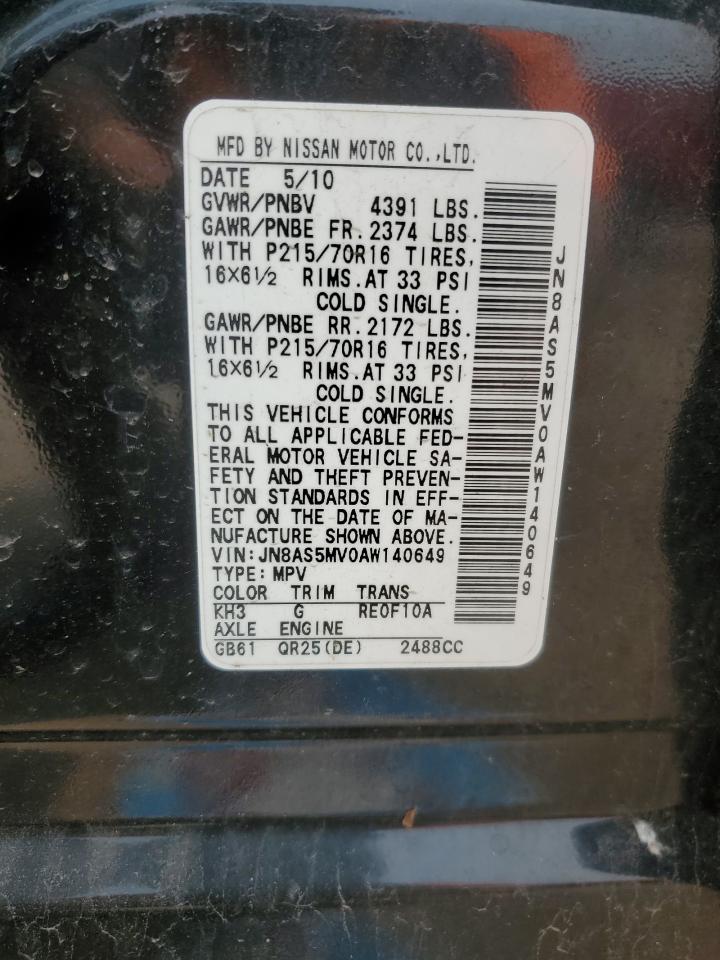 MFD BY NISSAN MOTOR CO.,LTD.
DATE 5/10
GVWR/PNBV 4391 LBS.
GAWR/PNBE FR.2374 LBS.
WITH P215/70R16 TIRES,
16X6½ RIMS.AT 33 PSI
COLD SINGLE.
GAWR/PNBE RR.2172 LBS.
WITH P215/70R16 TIRES,
16X6½ RIMS.AT 33 PSI
COLD SINGLE.
THIS VEHICLE CONFORMS
TO ALL APPLICABLE FED-
ERAL MOTOR VEHICLE SA-
FETY AND THEFT PREVEN-
TION STANDARDS IN EFF-
ECT ON THE DATE OF MA-
NUFACTURE SHOWN ABOVE.
VIN:JN8AS5MV0AW140649
TYPE:MPV
COLOR TRIM TRANS
KH3 G RE0F10A
AXLE ENGINE
GB61 QR25(DE) 2488CC
JN8AS5MV0AW140649